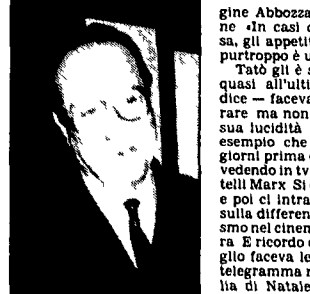 gine Abbozza
ne «In casi d
sa, gli appetit
purtroppo è u
Tatò gli è s
quasi all'ulti
dice — faceva
rare ma non
sua lucidità
esempio che
giorni prima
vedendo in tv
telli Marx Si
e poi ci intra
sulla differen
smo nel cinem
ra E ricordo
glio faceva le
telegramma
lia di Natale